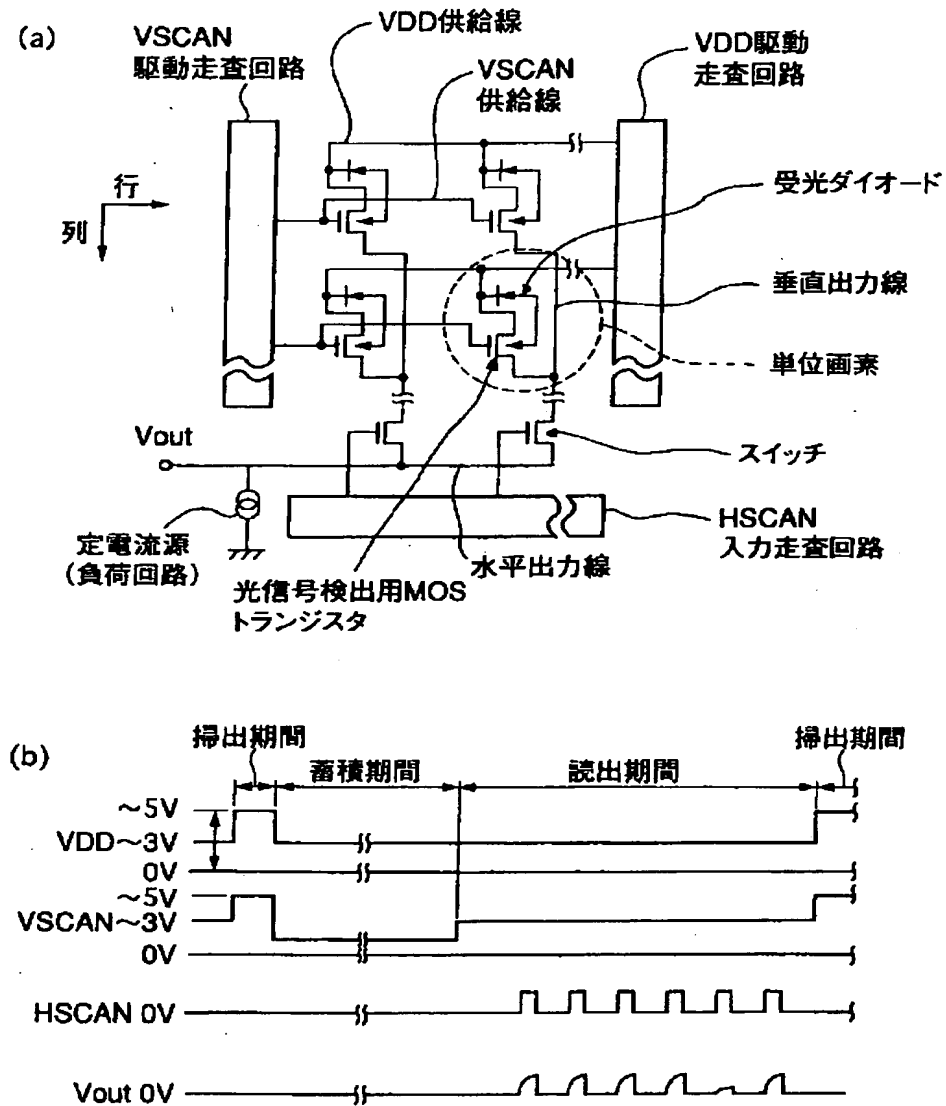 (a)
VSCAN
駆動走査回路
VDD供給線
VSCAN
供給線
VDD駆動
走査回路
行
列
受光ダイオード
垂直出力線
単位画素
Vout
スイッチ
定電流源
(負荷回路)
光信号検出用MOS
トランジスタ
水平出力線
HSCAN
入力走査回路
(b)
掃出期間
蓄積期間
読出期間
掃出期間
～5V
VDD～3V
0V
～5V
VSCAN～3V
0V
HSCAN 0V
Vout 0V